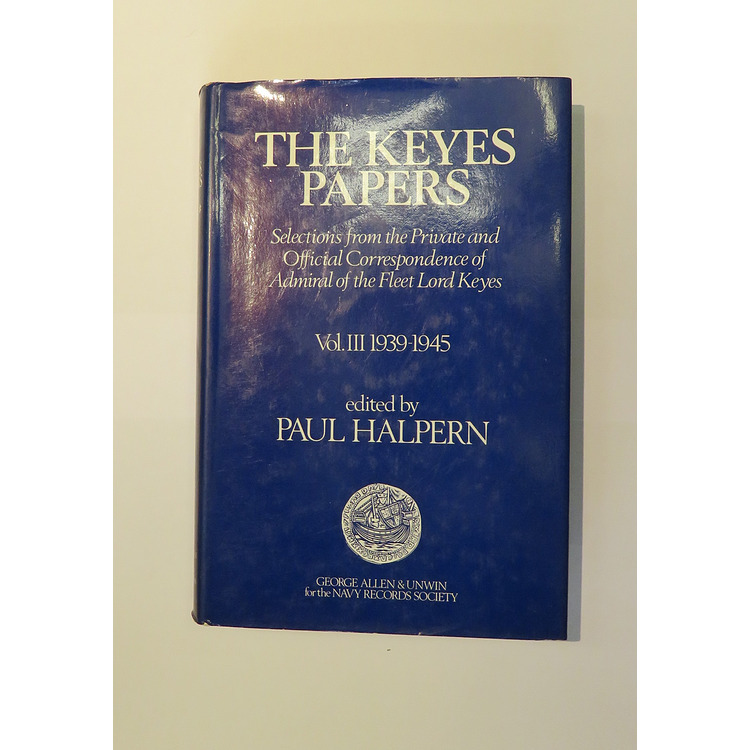 THE KEYES
PAPERS
Selections from the Private and
Official Correspondence of
Admiral of the Fleet Lord Keyes
Vol. III 1939-1945
edited by
PAUL HALPERN
GEORGE ALLEN & UNWIN
for the NAVY RECORDS SOCIETY